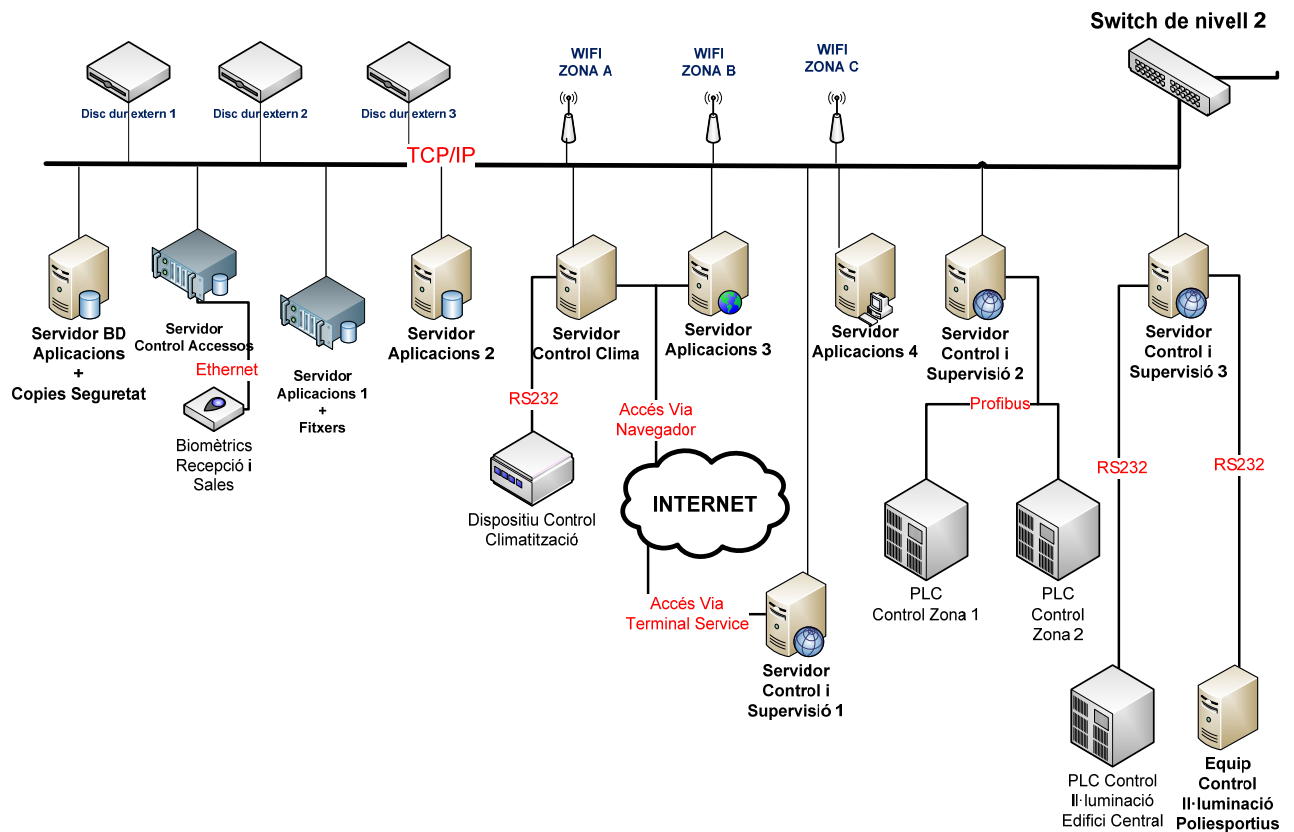 Switch de nivell 2
WIFI
ZONA A
WIFI
ZONA B
WIFI
ZONA C
Disc dur extern 1
Disc dur extern 2
Disc dur extern 3
TCP/IP
Servidor BD
Aplicacions
+
Copies Seguretat
Servidor
Control Accessos
Ethernet
Biomètrics
Recepció i
Sales
Servidor
Aplicacions 1
+
Fitxers
Servidor
Aplicacions 2
Servidor
Control Clima
RS232
Dispositiu Control
Climatització
Servidor
Aplicacions 3
Accés Via
Navegador
INTERNET
Accés Via
Terminal Service
Servidor
Control i
Supervisió 1
Servidor
Aplicacions 4
Servidor
Control i
Supervisió 2
Profibus
PLC
Control Zona 1
PLC
Control
Zona 2
Servidor
Control i
Supervisió 3
RS232
RS232
PLC Control
Il·luminació
Edifici Central
Equip
Control
Il·luminació
Poliesportius